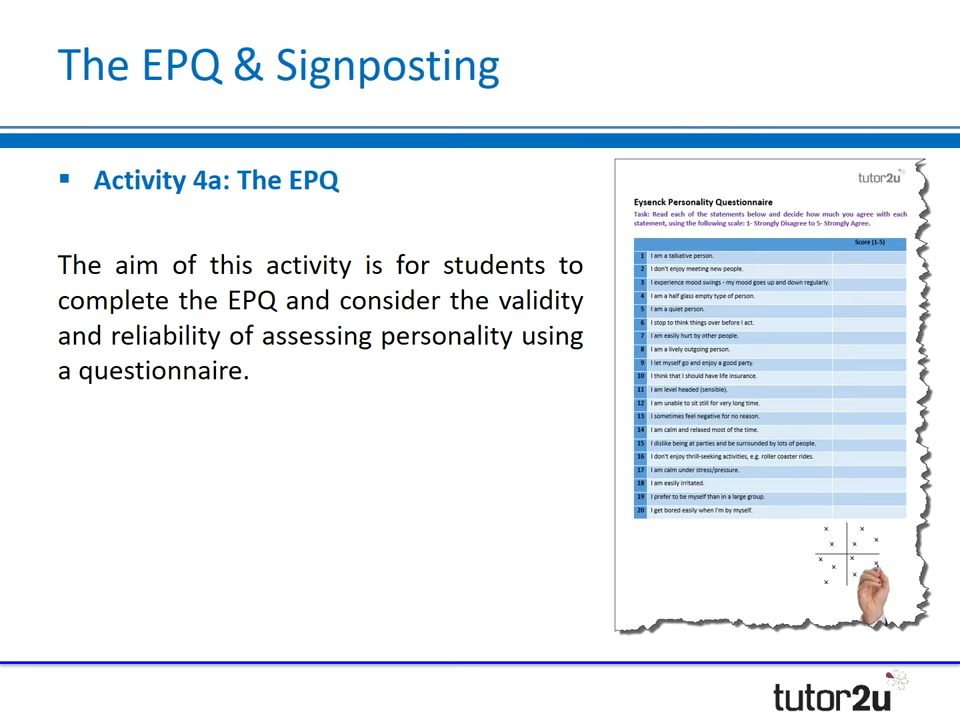 The EPQ & Signposting
▪ Activity 4a: The EPQ
The aim of this activity is for students to
complete the EPQ and consider the validity
and reliability of assessing personality using
a questionnaire.
tutor2u
Eysenck Personality Questionnaire
Task: Read each of the statements below and decide how much you agree with each
statement, using the following scale: 1- Strongly Disagree to 5- Strongly Agree.
Score (1-5)
1 I am a talkative person.
2 I don't enjoy meeting new people.
3 I experience mood swings - my mood goes up and down regularly.
4 I am a half glass empty type of person.
5 I am a quiet person.
6 I stop to think things over before I act.
7 I am easily hurt by other people.
8 I am a lively outgoing person.
9 I let myself go and enjoy a good party.
10 I think that I should have life insurance.
11 I am level headed (sensible).
12 I am unable to sit still for very long time.
13 I sometimes feel negative for no reason.
14 I am calm and relaxed most of the time.
15 I dislike being at parties and be surrounded by lots of people.
16 I don't enjoy thrill-seeking activities, e.g. roller coaster rides.
17 I am calm under stress/pressure.
18 I am easily irritated.
19 I prefer to be myself than in a large group.
20 I get bored easily when I'm by myself.
tutor2u